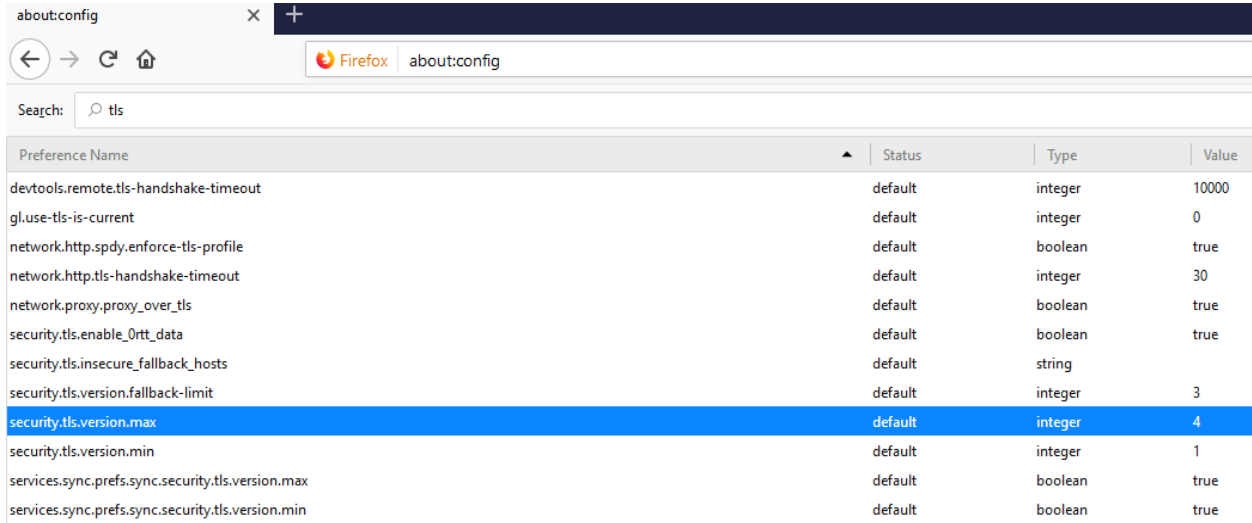 about:config
Firefox about:config
Search: tls
Preference Name Status Type Value
devtools.remote.tls-handshake-timeout default integer 10000
gl.use-tls-is-current default integer 0
network.http.spdy.enforce-tls-profile default boolean true
network.http.tls-handshake-timeout default integer 30
network.proxy.proxy_over_tls default boolean true
security.tls.enable_0rtt_data default boolean true
security.tls.insecure_fallback_hosts default string
security.tls.version.fallback-limit default integer 3
security.tls.version.max default integer 4
security.tls.version.min default integer 1
services.sync.prefs.sync.security.tls.version.max default boolean true
services.sync.prefs.sync.security.tls.version.min default boolean true